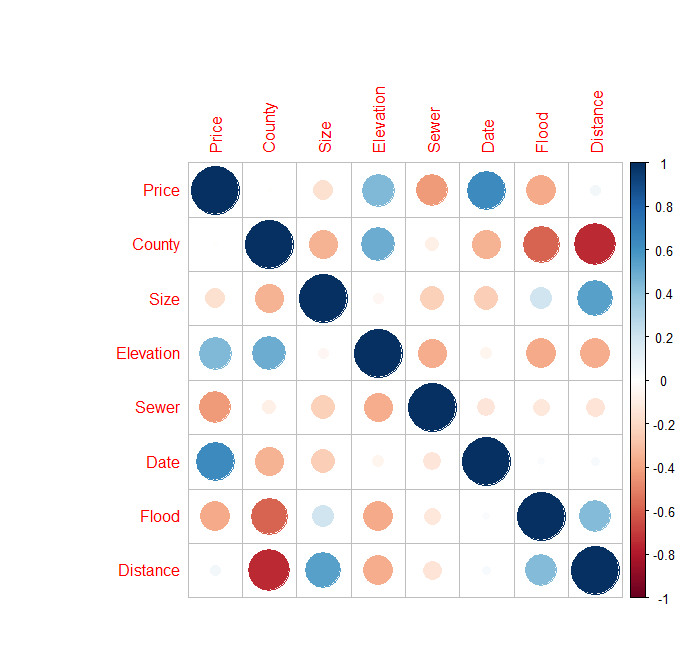 Price
County
Size
Elevation
Sewer
Date
Flood
Distance
Price
County
Size
Elevation
Sewer
Date
Flood
Distance
1
0.8
0.6
0.4
0.2
0
-0.2
-0.4
-0.6
-0.8
-1